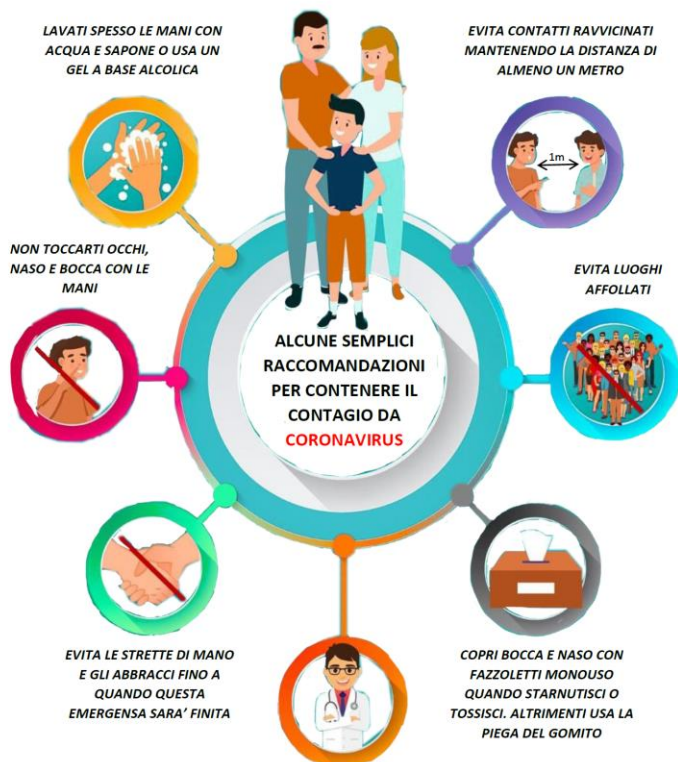 LAVATI SPESSO LE MANI CON
ACQUA E SAPONE O USA UN
GEL A BASE ALCOLICA
EVITA CONTATTI RAVVICINATI
MANTENENDO LA DISTANZA DI
ALMENO UN METRO
1m
NON TOCCARTI OCCHI,
NASO E BOCCA CON LE
MANI
EVITA LUOGHI
AFFOLLATI
ALCUNE SEMPLICI
RACCOMANDAZIONI
PER CONTENERE IL
CONTAGIO DA
CORONAVIRUS
EVITA LE STRETTE DI MANO
E GLI ABBRACCI FINO A
QUANDO QUESTA
EMERGENSA SARA’ FINITA
COPRI BOCCA E NASO CON
FAZZOLETTI MONOUSO
QUANDO STARNUTISCI O
TOSSISCI. ALTRIMENTI USA LA
PIEGA DEL GOMITO